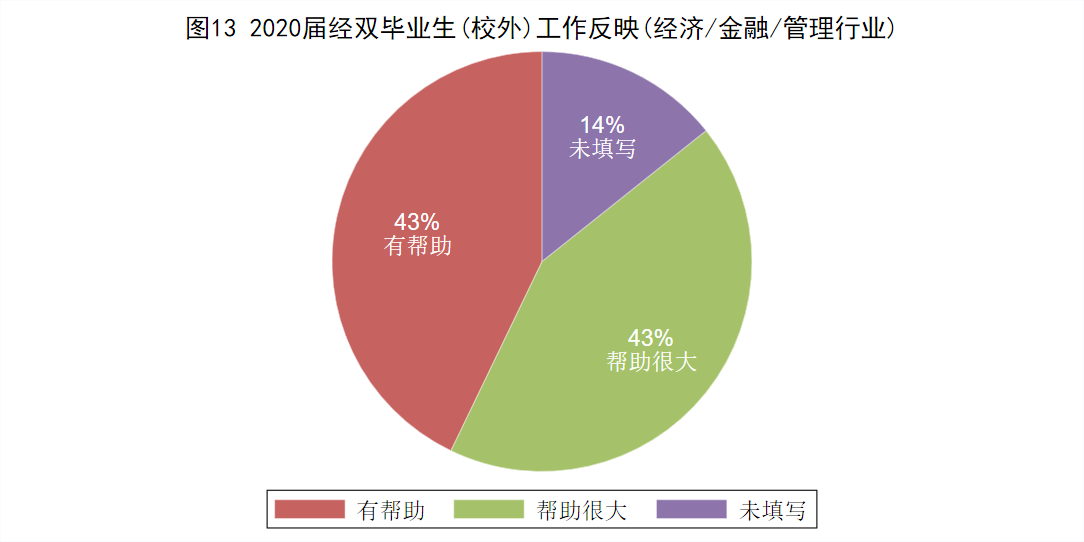 图13 2020届经双毕业生(校外)工作反映(经济/金融/管理行业)
14%
未填写
43%
有帮助
43%
帮助很大
有帮助 帮助很大 未填写